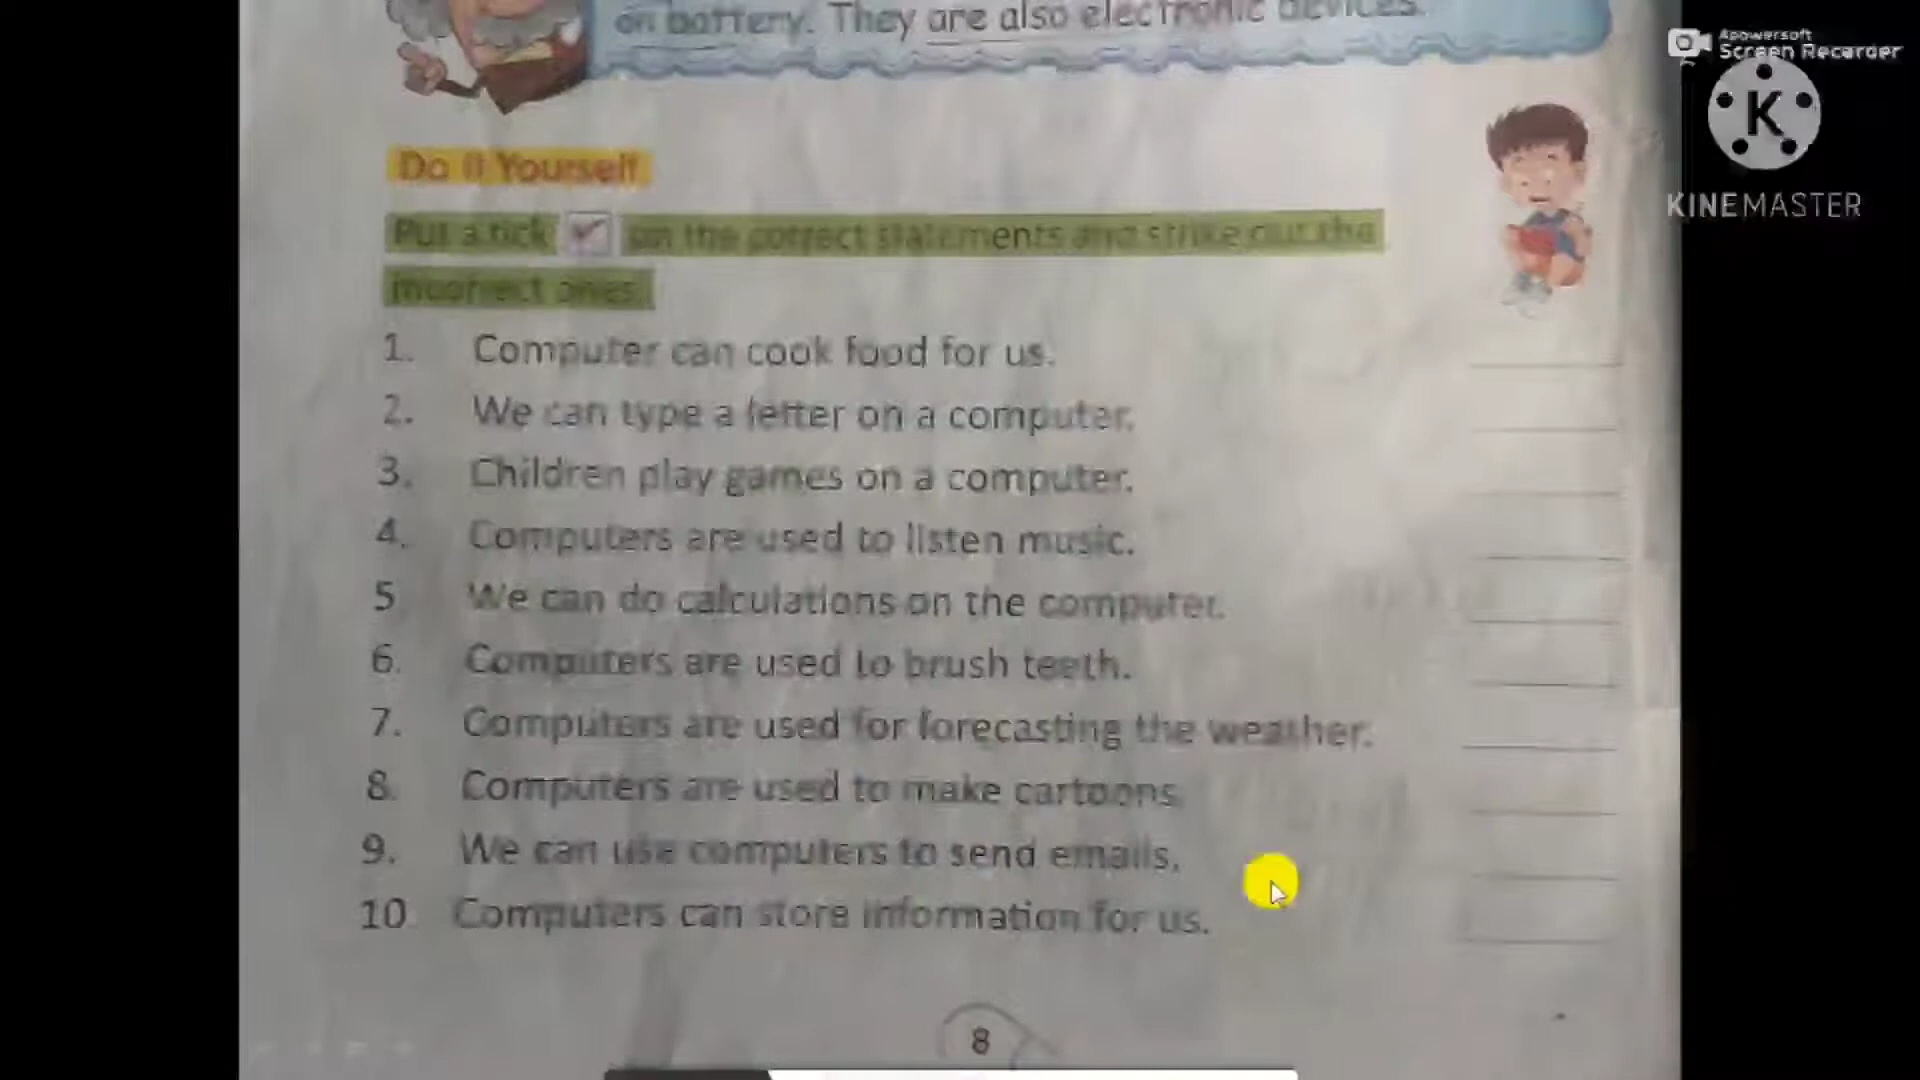 on battery. They are also electronic devices.
Apowersoft
Screen Recorder
K
KINEMASTER
Do It Yourself
Put a tick ✓ on the correct statements and strike out the
incorrect ones.
1. Computer can cook food for us.
2. We can type a letter on a computer.
3. Children play games on a computer.
4. Computers are used to listen music.
5 We can do calculations on the computer.
6. Computers are used to brush teeth.
7. Computers are used for forecasting the weather.
8. Computers are used to make cartoons.
9. We can use computers to send emails.
10. Computers can store information for us.
8